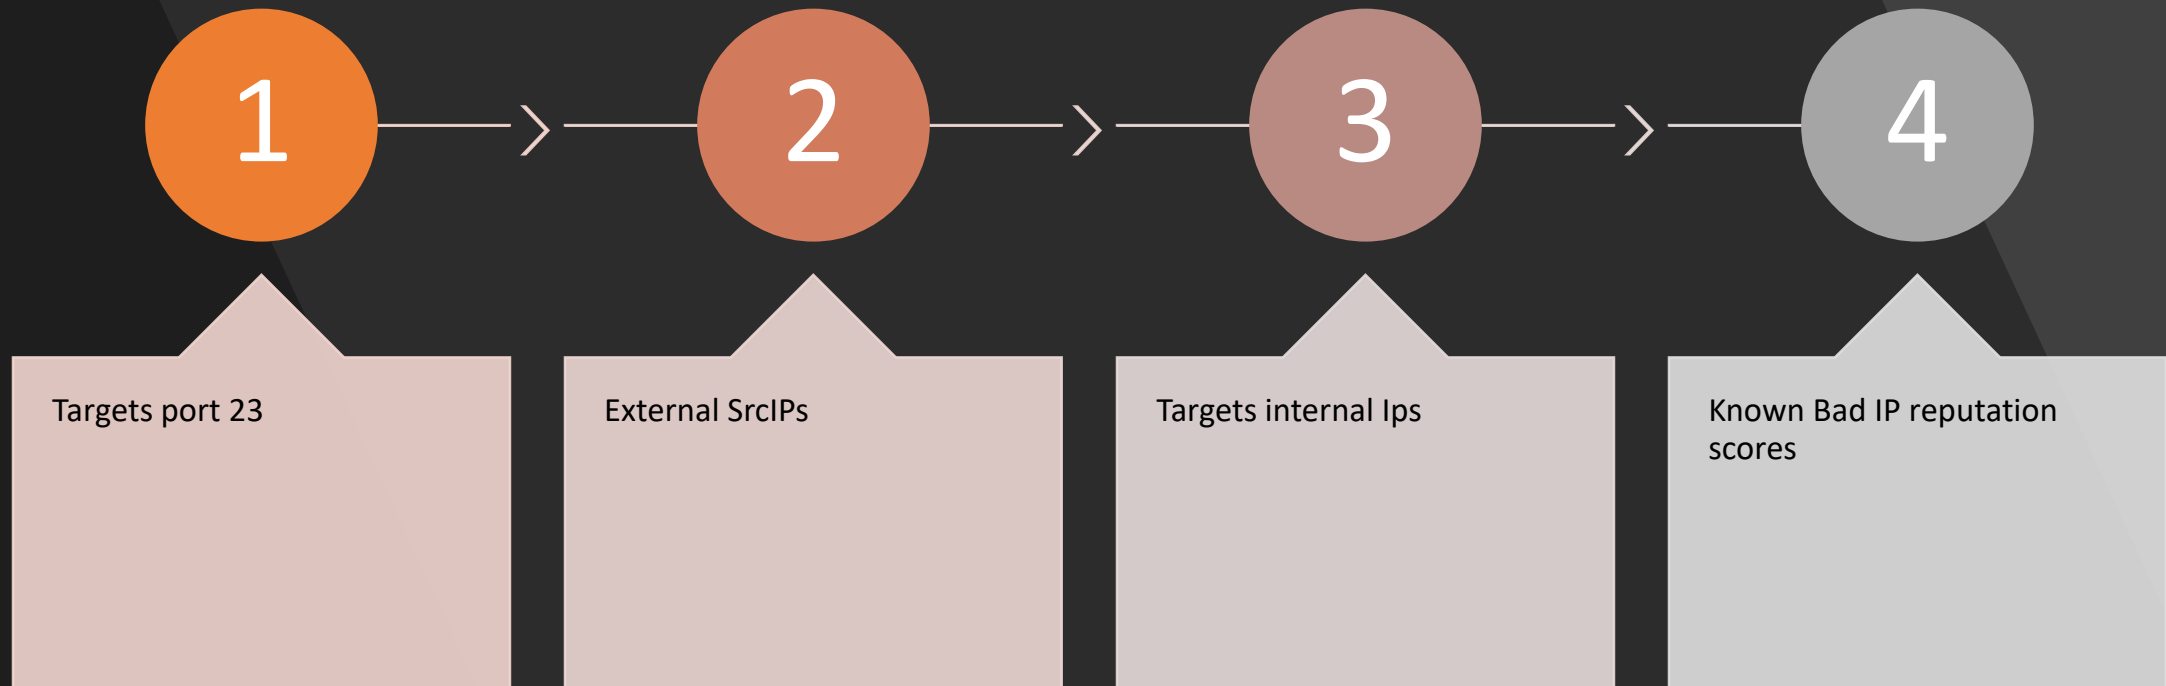 1
2
3
4
Targets port 23
External SrcIPs
Targets internal Ips
Known Bad IP reputation
scores